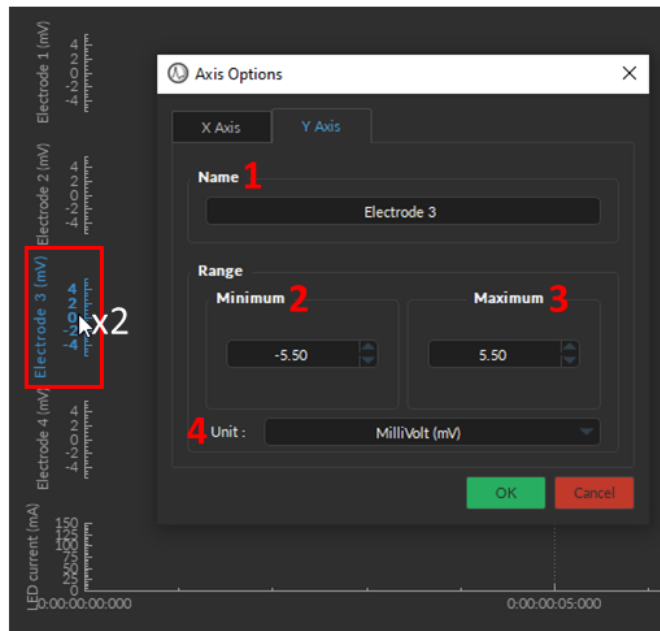 Electrode 1 (mV)
4
2
0
-2
-4
Electrode 2 (mV)
4
2
0
-2
-4
Electrode 3 (mV)
4
2
0
-2
-4
x2
Electrode 4 (mV)
4
2
0
-2
-4
LED current (mA)
150
125
100
75
50
25
0
0:00:00:00:000
0:00:00:05:000
Axis Options
X Axis
Y Axis
Name 1
Electrode 3
Range
Minimum 2
Maximum 3
-5.50
5.50
4 Unit :
MilliVolt (mV)
OK
Cancel